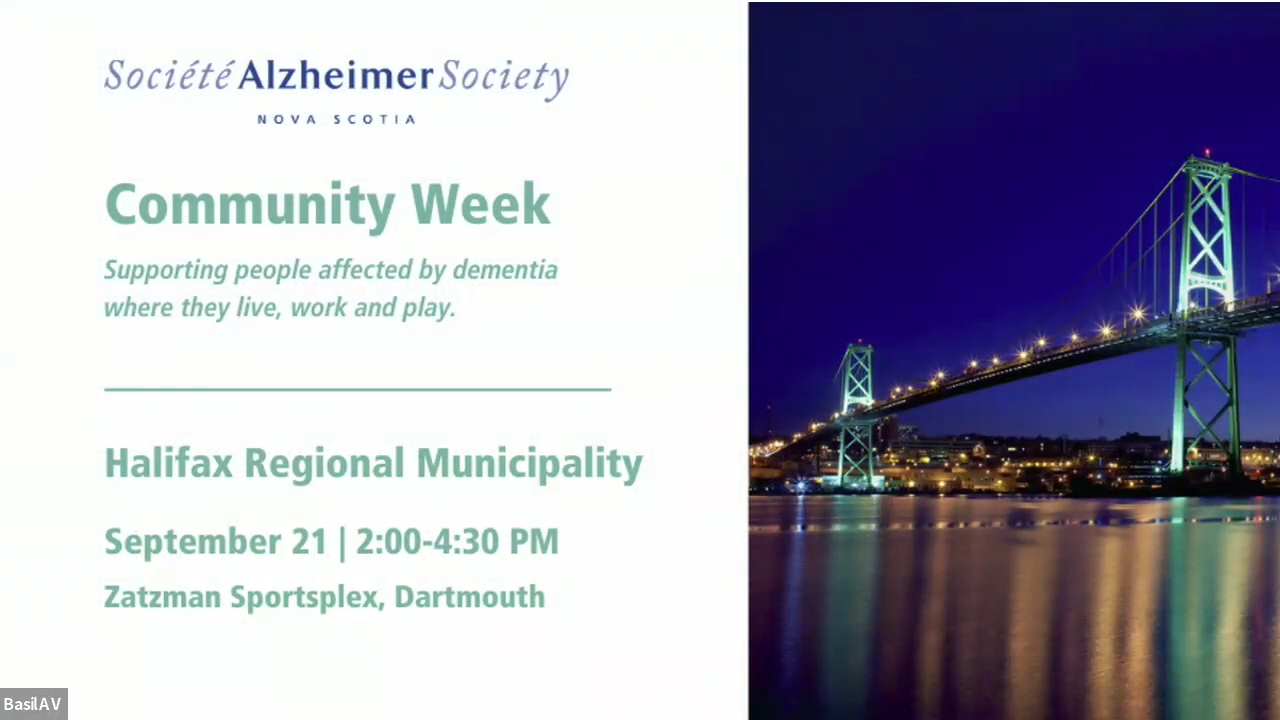 Société Alzheimer Society
NOVA SCOTIA
Community Week
Supporting people affected by dementia
where they live, work and play.
Halifax Regional Municipality
September 21 | 2:00-4:30 PM
Zatzman Sportsplex, Dartmouth
BasilAV